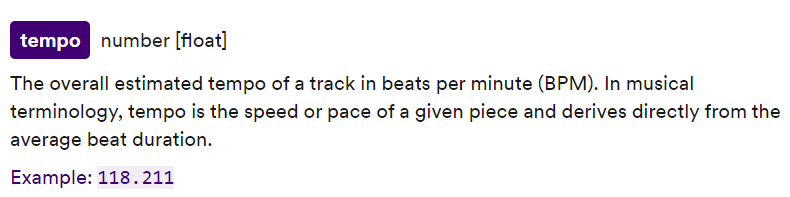 tempo number [float]
The overall estimated tempo of a track in beats per minute (BPM). In musical
terminology, tempo is the speed or pace of a given piece and derives directly from the
average beat duration.
Example: 118.211